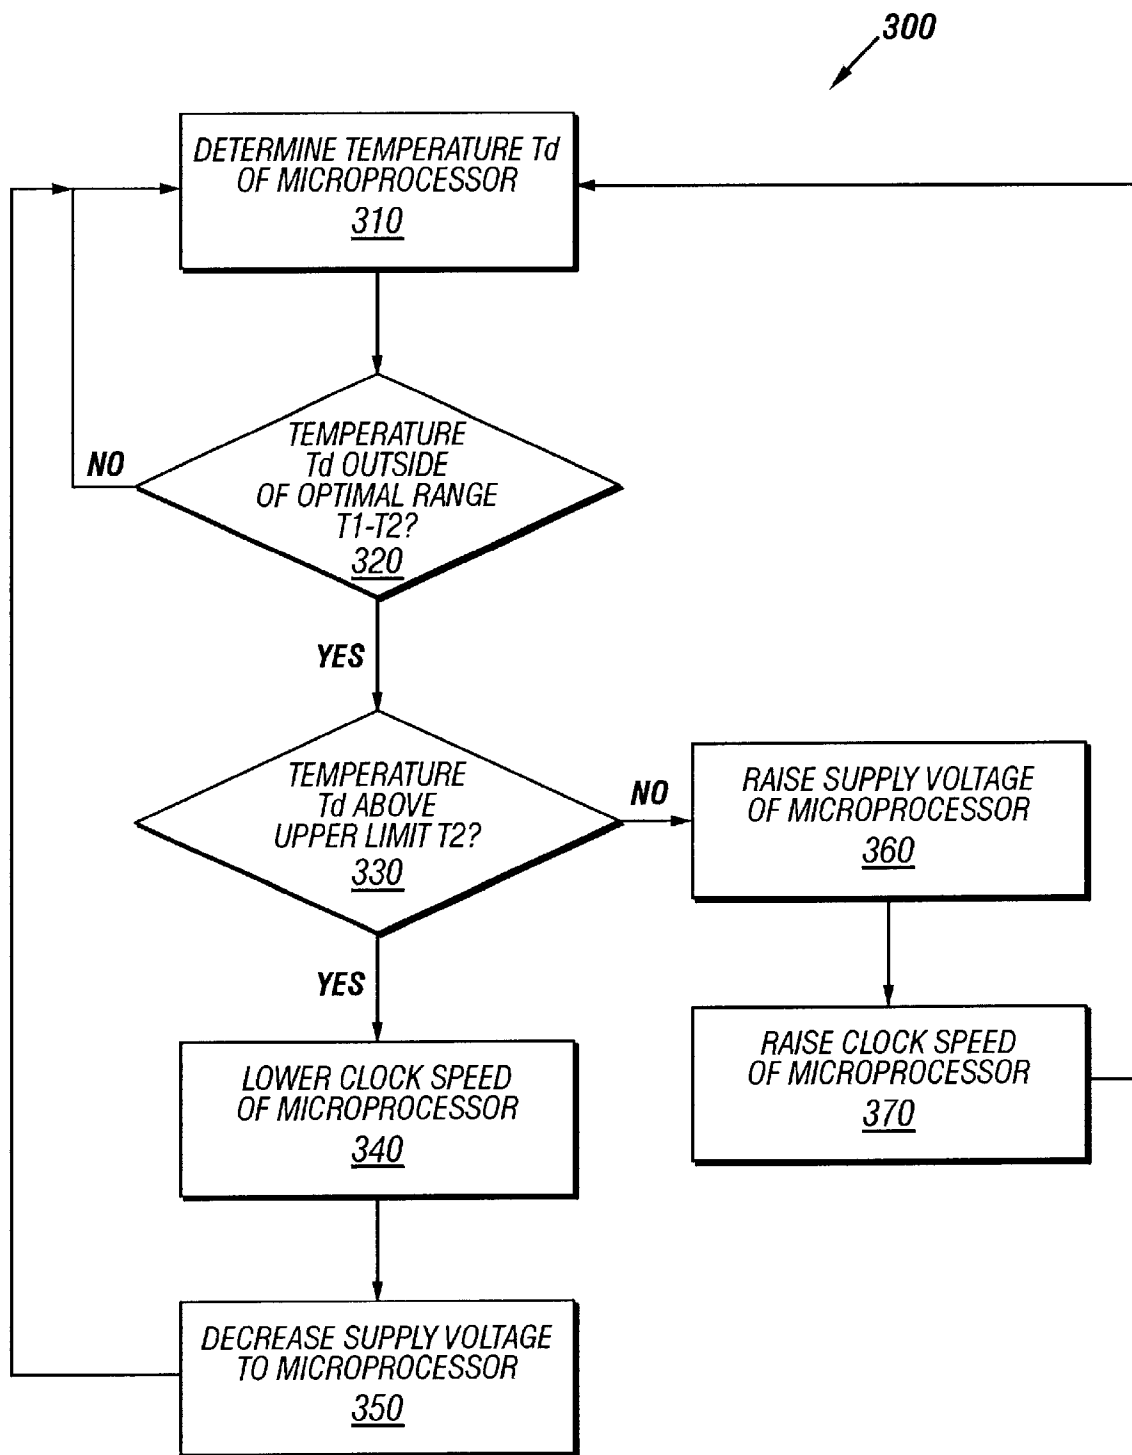 300
DETERMINE TEMPERATURE Td
OF MICROPROCESSOR
310
TEMPERATURE
Td OUTSIDE
OF OPTIMAL RANGE
T1-T2?
320
NO
YES
TEMPERATURE
Td ABOVE
UPPER LIMIT T2?
330
NO
RAISE SUPPLY VOLTAGE
OF MICROPROCESSOR
360
YES
LOWER CLOCK SPEED
OF MICROPROCESSOR
340
RAISE CLOCK SPEED
OF MICROPROCESSOR
370
DECREASE SUPPLY VOLTAGE
TO MICROPROCESSOR
350